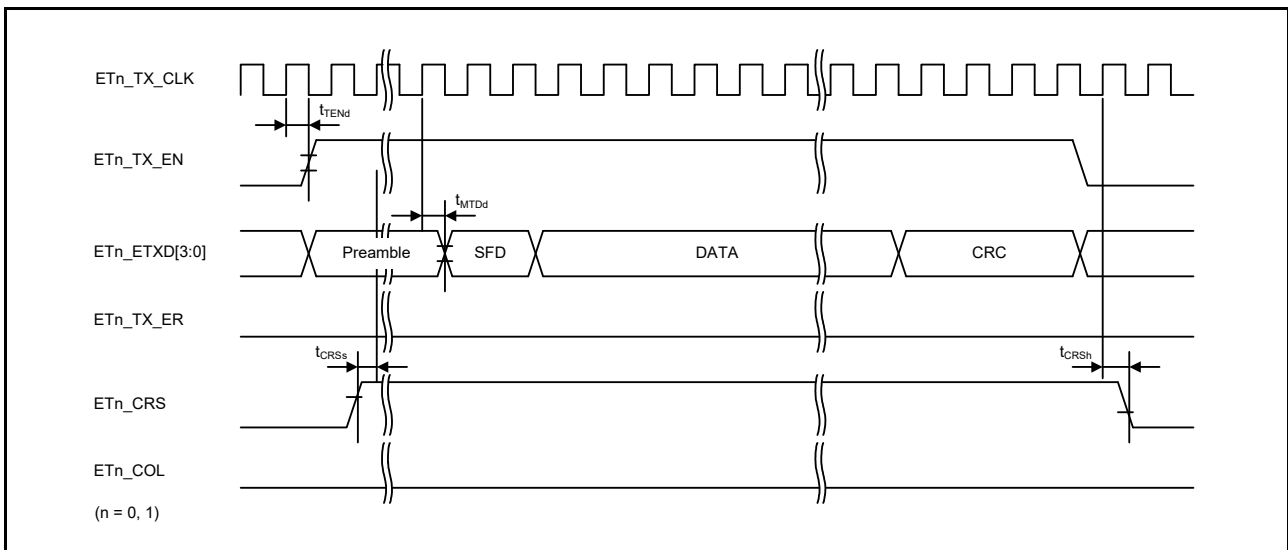 ETn_TX_CLK
tTENd
ETn_TX_EN
tMTDd
ETn_ETXD[3:0]
Preamble
SFD
DATA
CRC
ETn_TX_ER
tCRSs
tCRSh
ETn_CRS
ETn_COL
(n = 0, 1)